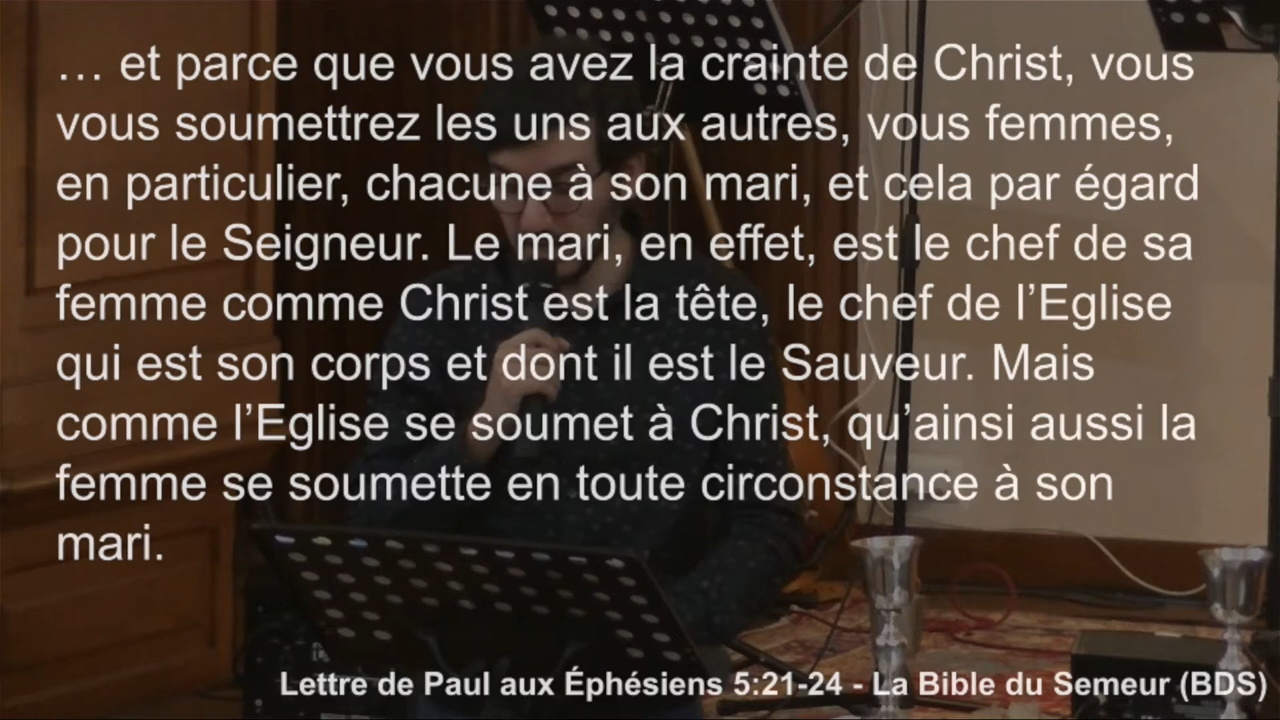 … et parce que vous avez la crainte de Christ, vous
vous soumettrez les uns aux autres, vous femmes,
en particulier, chacune à son mari, et cela par égard
pour le Seigneur. Le mari, en effet, est le chef de sa
femme comme Christ est la tête, le chef de l’Eglise
qui est son corps et dont il est le Sauveur. Mais
comme l’Eglise se soumet à Christ, qu’ainsi aussi la
femme se soumette en toute circonstance à son
mari.
Lettre de Paul aux Éphésiens 5:21-24 - La Bible du Semeur (BDS)